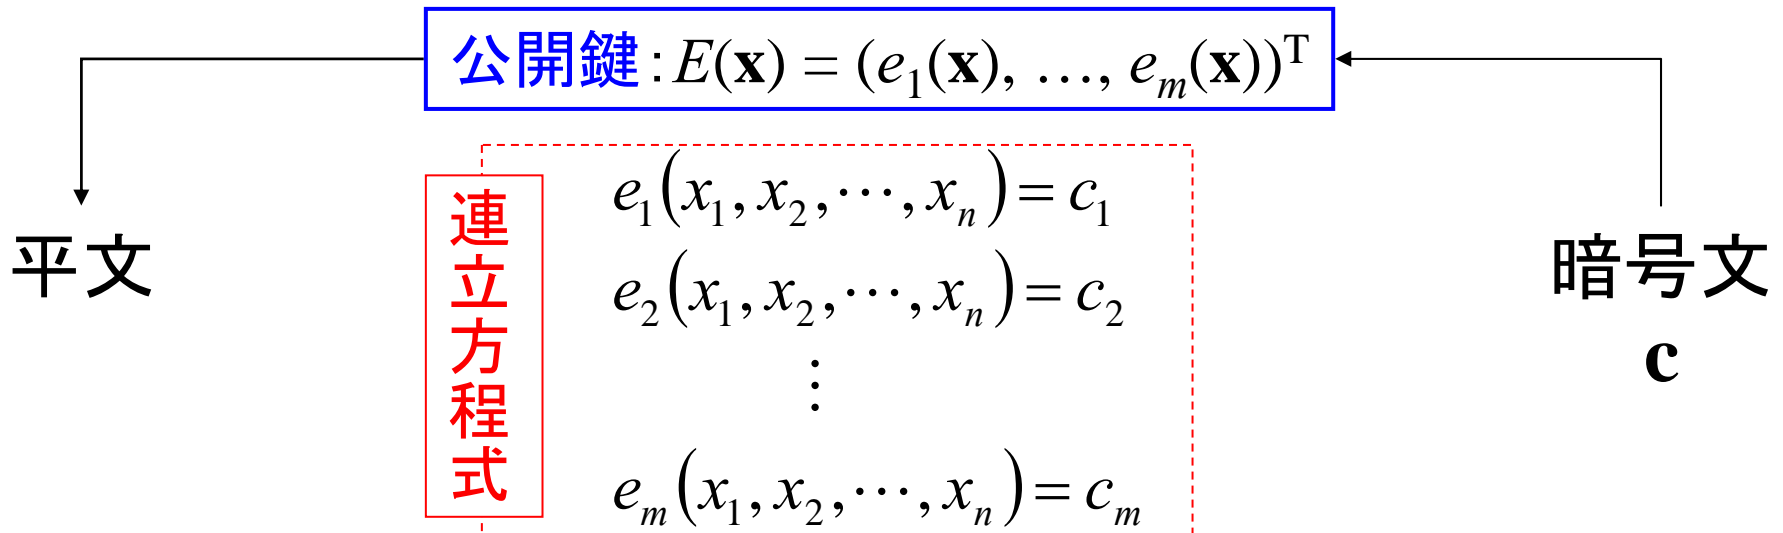 公開鍵：E(x) = (e₁(x), …, eₘ(x))ᵀ
平文
連立方程式
e₁(x₁, x₂, ⋯, xₙ) = c₁
e₂(x₁, x₂, ⋯, xₙ) = c₂
⋮
eₘ(x₁, x₂, ⋯, xₙ) = cₘ
暗号文
c